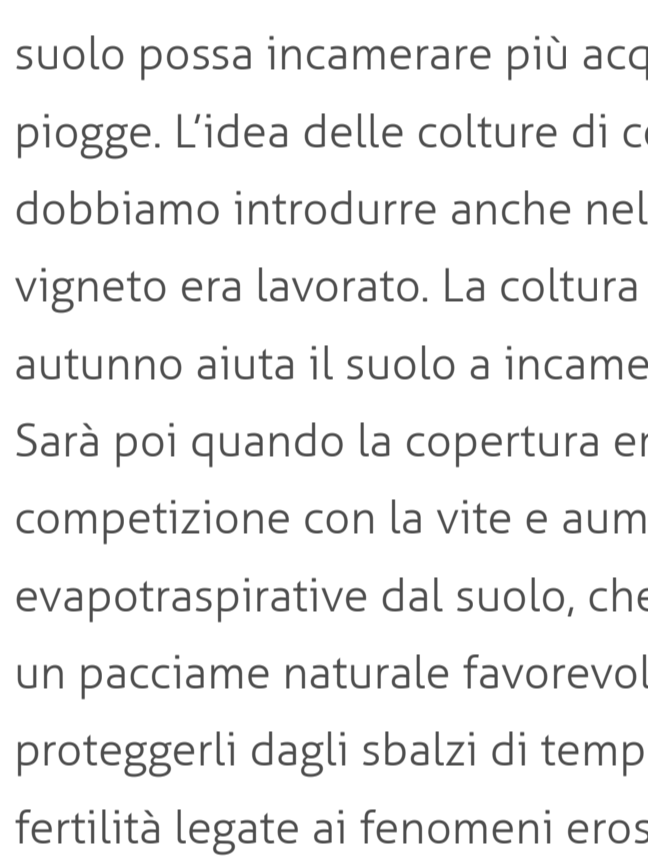 suolo possa incamerare più acq
piogge. L’idea delle colture di c
dobbiamo introdurre anche nel
vigneto era lavorato. La coltura
autunno aiuta il suolo a incame
Sarà poi quando la copertura er
competizione con la vite e aum
evapotraspirative dal suolo, che
un pacciame naturale favorevol
proteggerli dagli sbalzi di temp
fertilità legate ai fenomeni eros